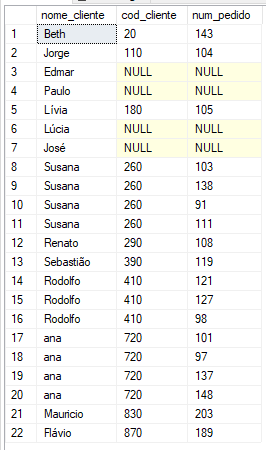 nome_cliente cod_cliente num_pedido
1 Beth 20 143
2 Jorge 110 104
3 Edmar NULL NULL
4 Paulo NULL NULL
5 Lívia 180 105
6 Lúcia NULL NULL
7 José NULL NULL
8 Susana 260 103
9 Susana 260 138
10 Susana 260 91
11 Susana 260 111
12 Renato 290 108
13 Sebastião 390 119
14 Rodolfo 410 121
15 Rodolfo 410 127
16 Rodolfo 410 98
17 ana 720 101
18 ana 720 97
19 ana 720 137
20 ana 720 148
21 Mauricio 830 203
22 Flávio 870 189